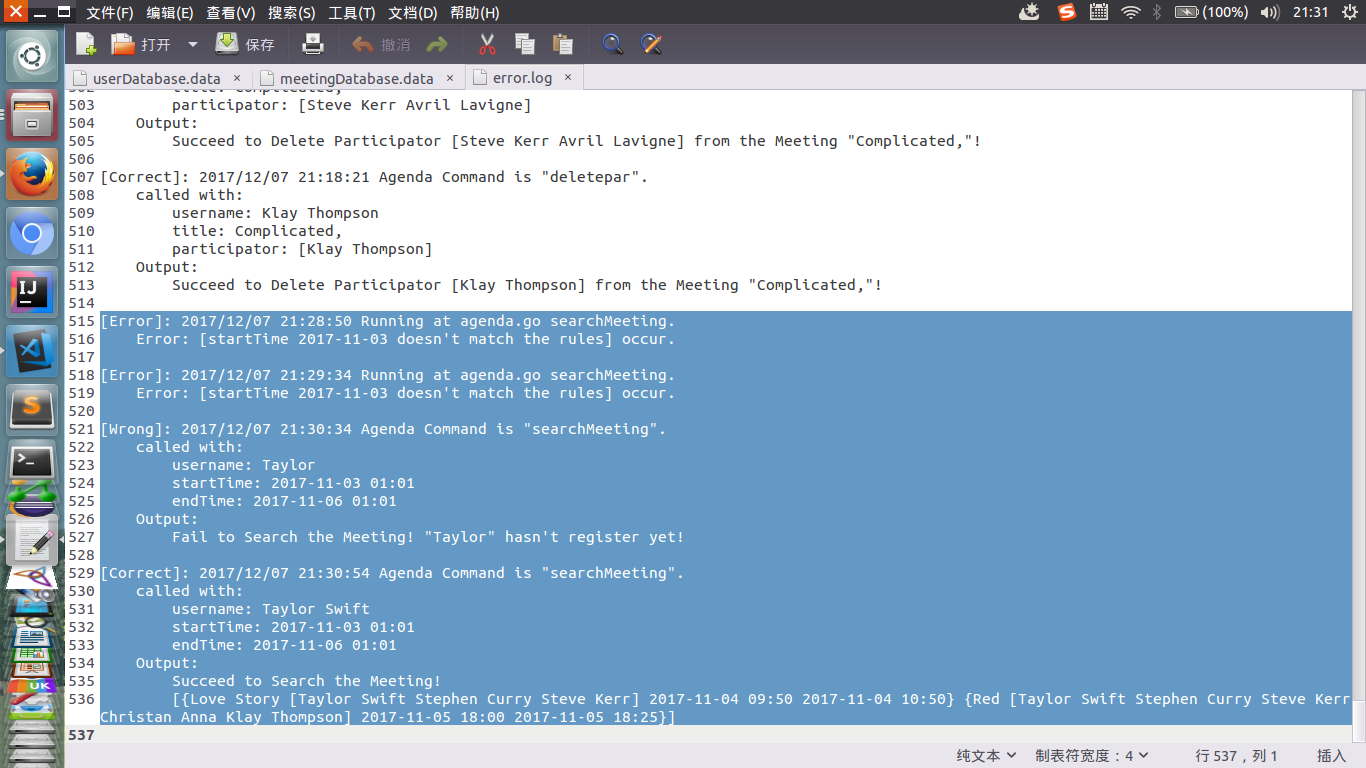 文件(F) 编辑(E) 查看(V) 搜索(S) 工具(T) 文档(D) 帮助(H)
(100%) 21:31
打开 保存 撤消
userDatabase.data × meetingDatabase.data × error.log ×
502 title: Complicated,
503 participator: [Steve Kerr Avril Lavigne]
504 Output:
505 Succeed to Delete Participator [Steve Kerr Avril Lavigne] from the Meeting "Complicated,"!
506
507 [Correct]: 2017/12/07 21:18:21 Agenda Command is "deletepar".
508 called with:
509 username: Klay Thompson
510 title: Complicated,
511 participator: [Klay Thompson]
512 Output:
513 Succeed to Delete Participator [Klay Thompson] from the Meeting "Complicated,"!
514
515 [Error]: 2017/12/07 21:28:50 Running at agenda.go searchMeeting.
516 Error: [startTime 2017-11-03 doesn't match the rules] occur.
517
518 [Error]: 2017/12/07 21:29:34 Running at agenda.go searchMeeting.
519 Error: [startTime 2017-11-03 doesn't match the rules] occur.
520
521 [Wrong]: 2017/12/07 21:30:34 Agenda Command is "searchMeeting".
522 called with:
523 username: Taylor
524 startTime: 2017-11-03 01:01
525 endTime: 2017-11-06 01:01
526 Output:
527 Fail to Search the Meeting! "Taylor" hasn't register yet!
528
529 [Correct]: 2017/12/07 21:30:54 Agenda Command is "searchMeeting".
530 called with:
531 username: Taylor Swift
532 startTime: 2017-11-03 01:01
533 endTime: 2017-11-06 01:01
534 Output:
535 Succeed to Search the Meeting!
536 [{Love Story [Taylor Swift Stephen Curry Steve Kerr] 2017-11-04 09:50 2017-11-04 10:50} {Red [Taylor Swift Stephen Curry Steve Kerr
Christan Anna Klay Thompson] 2017-11-05 18:00 2017-11-05 18:25}]
537
IJ
UK
纯文本 制表符宽度：4 行 537，列 1 插入